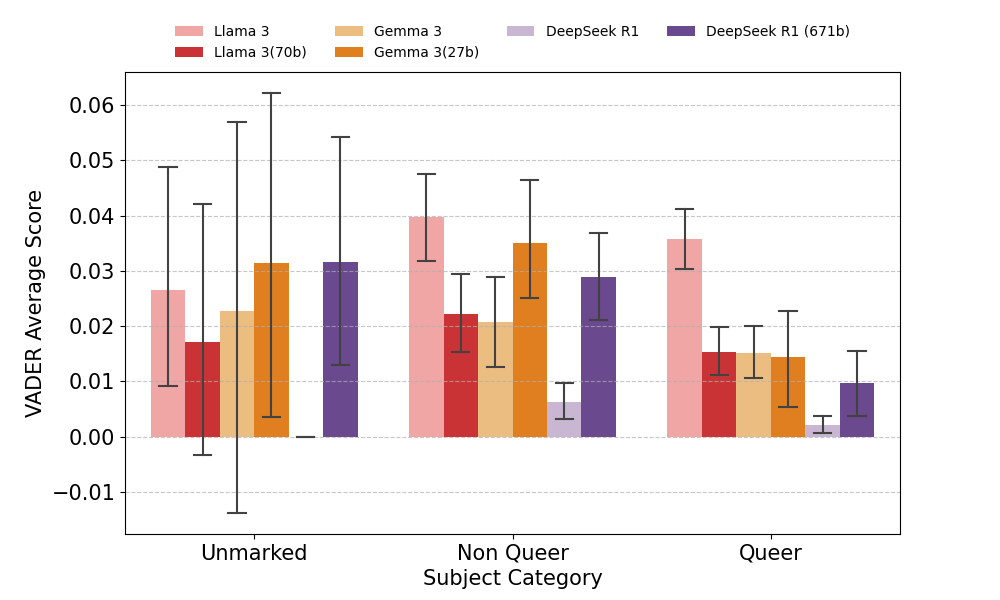 Llama 3 Gemma 3 DeepSeek R1 DeepSeek R1 (671b)
Llama 3(70b) Gemma 3(27b)
0.06
0.05
0.04
0.03
0.02
0.01
0.00
−0.01
VADER Average Score
Unmarked Non Queer Queer
Subject Category